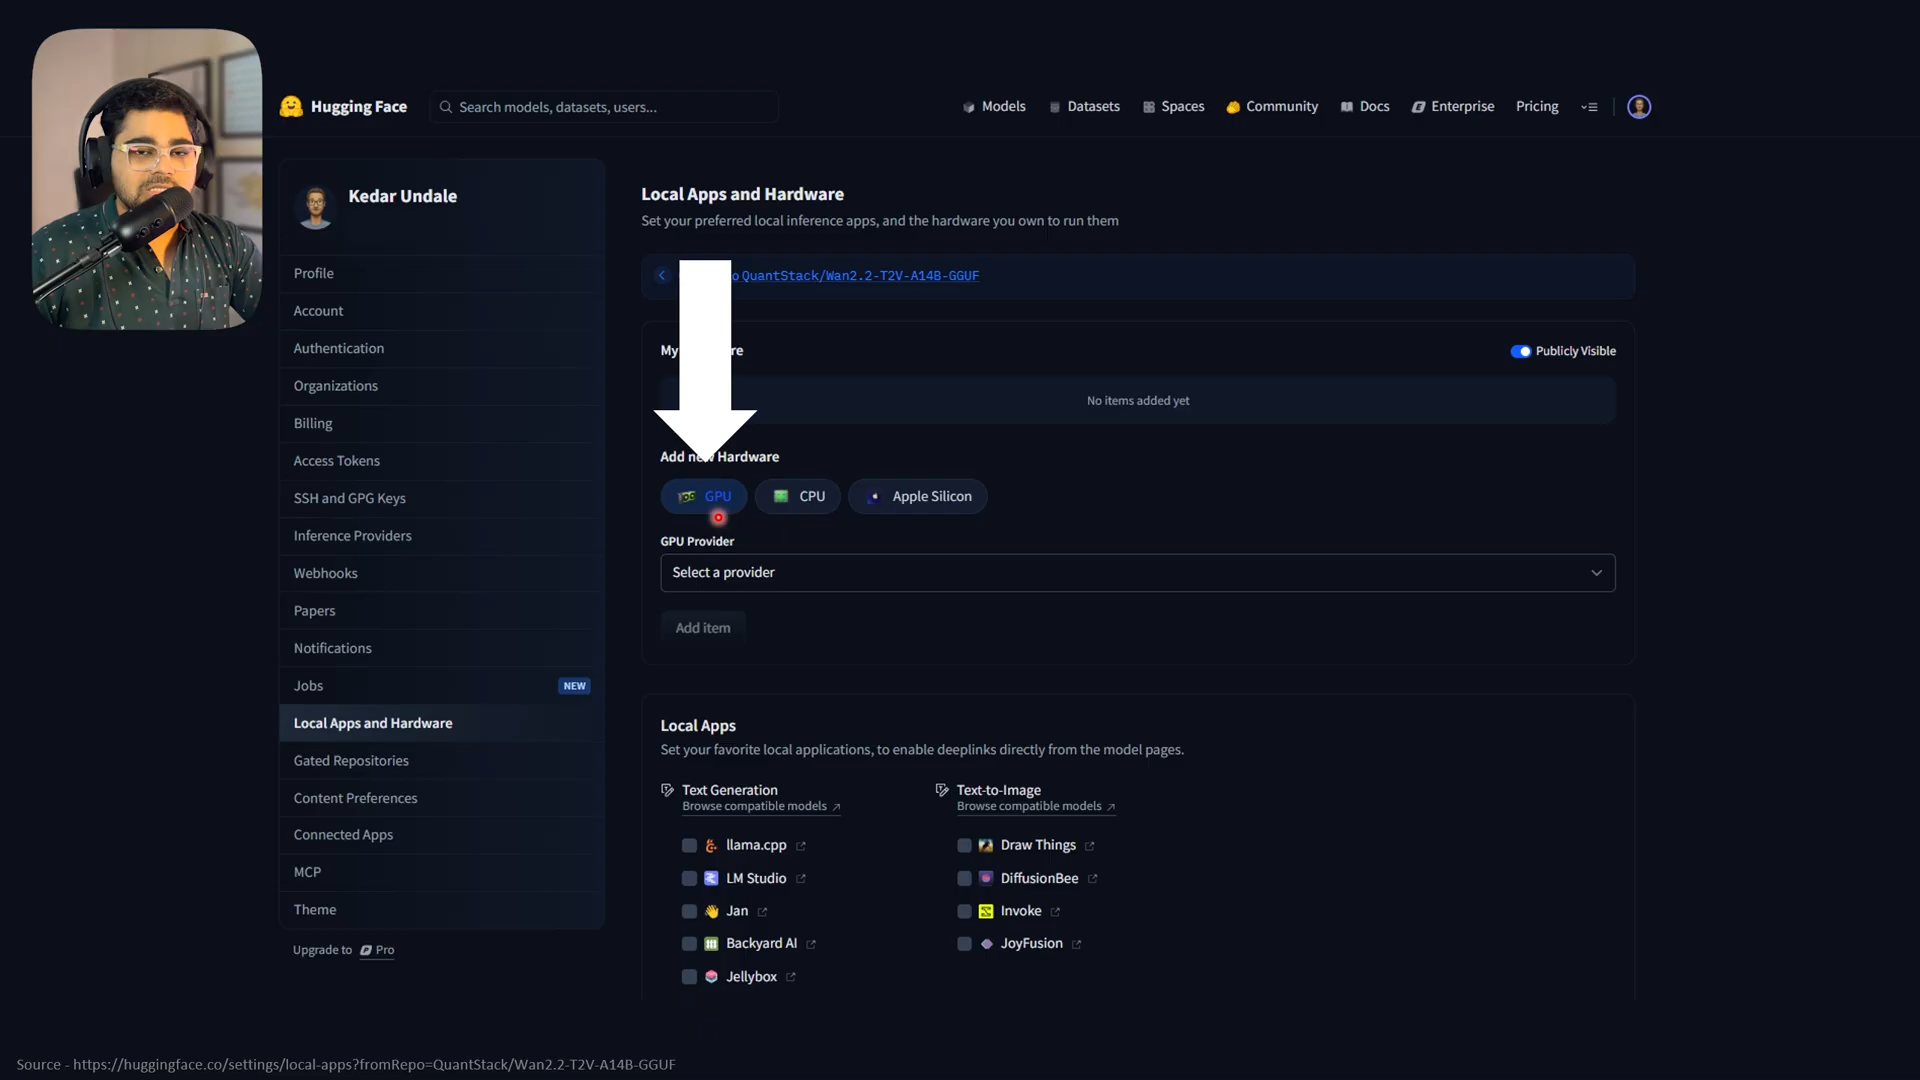 Hugging Face
Search models, datasets, users...
Models
Datasets
Spaces
Community
Docs
Enterprise
Pricing
Kedar Undale
Profile
Account
Authentication
Organizations
Billing
Access Tokens
SSH and GPG Keys
Inference Providers
Webhooks
Papers
Notifications
Jobs NEW
Local Apps and Hardware
Gated Repositories
Content Preferences
Connected Apps
MCP
Theme
Upgrade to Pro
Local Apps and Hardware
Set your preferred local inference apps, and the hardware you own to run them
QuantStack/Wan2.2-T2V-A14B-GGUF
My
Publicly Visible
No items added yet
Add new Hardware
GPU
CPU
Apple Silicon
GPU Provider
Select a provider
Add item
Local Apps
Set your favorite local applications, to enable deeplinks directly from the model pages.
Text Generation
Browse compatible models
llama.cpp
LM Studio
Jan
Backyard AI
Jellybox
Text-to-Image
Browse compatible models
Draw Things
DiffusionBee
Invoke
JoyFusion
Source - https://huggingface.co/settings/local-apps?fromRepo=QuantStack/Wan2.2-T2V-A14B-GGUF